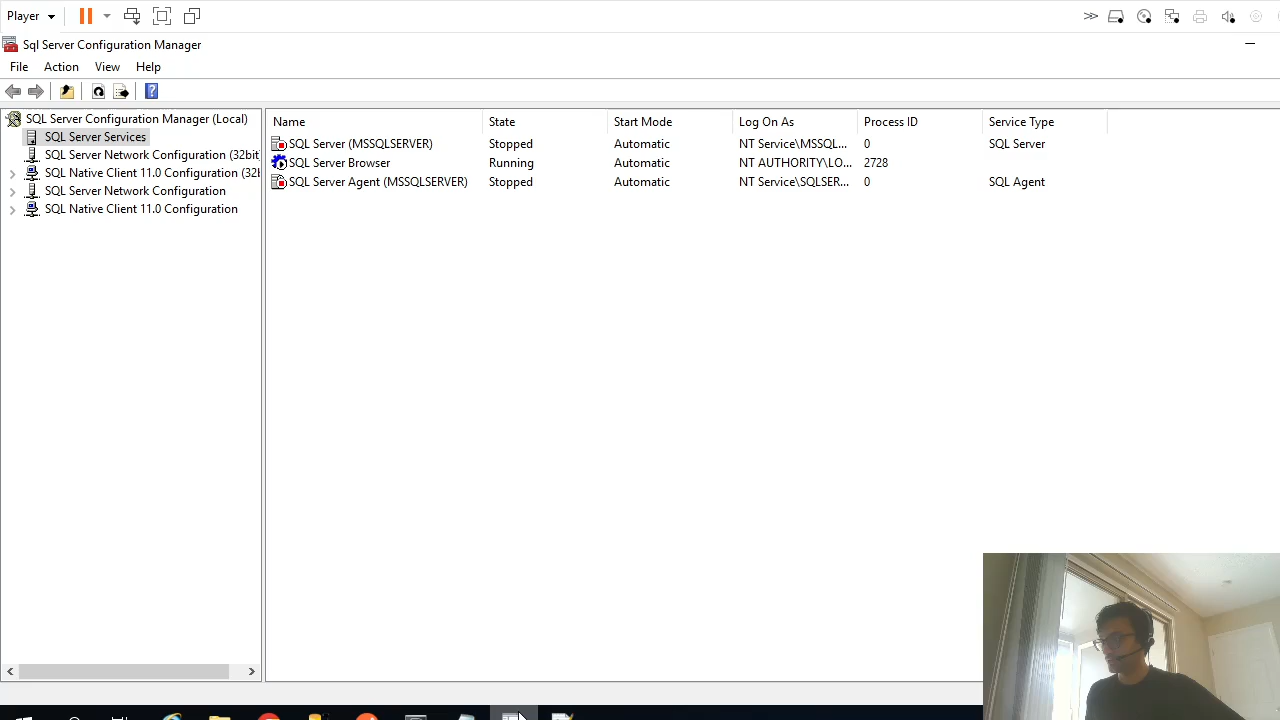 Player
Sql Server Configuration Manager
File Action View Help
SQL Server Configuration Manager (Local)
SQL Server Services
SQL Server Network Configuration (32bit
SQL Native Client 11.0 Configuration (32b
SQL Server Network Configuration
SQL Native Client 11.0 Configuration
Name State Start Mode Log On As Process ID Service Type
SQL Server (MSSQLSERVER) Stopped Automatic NT Service\MSSQL... 0 SQL Server
SQL Server Browser Running Automatic NT AUTHORITY\LO... 2728
SQL Server Agent (MSSQLSERVER) Stopped Automatic NT Service\SQLSER... 0 SQL Agent